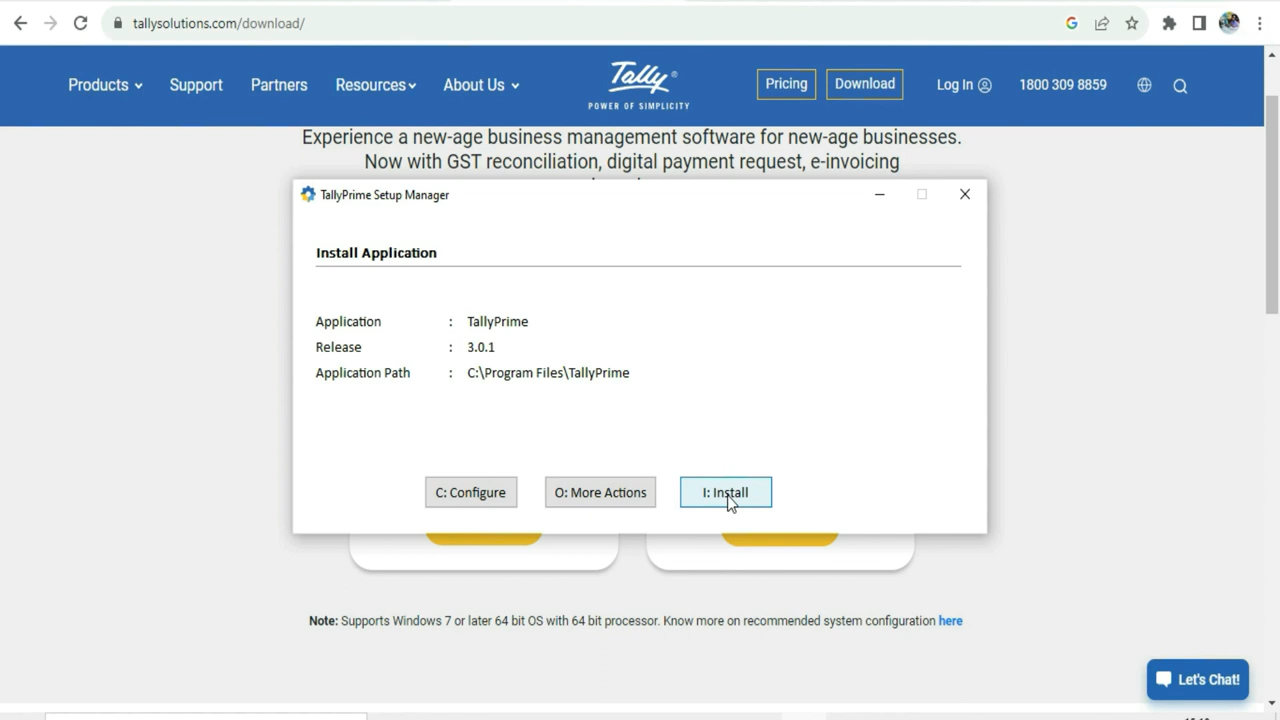 tallysolutions.com/download/
Products Support Partners Resources About Us Tally® POWER OF SIMPLICITY Pricing Download Log In 1800 309 8859
Experience a new-age business management software for new-age businesses.
Now with GST reconciliation, digital payment request, e-invoicing
TallyPrime Setup Manager
Install Application
Application : TallyPrime
Release : 3.0.1
Application Path : C:\Program Files\TallyPrime
C: Configure O: More Actions I: Install
Note: Supports Windows 7 or later 64 bit OS with 64 bit processor. Know more on recommended system configuration here
Let's Chat!